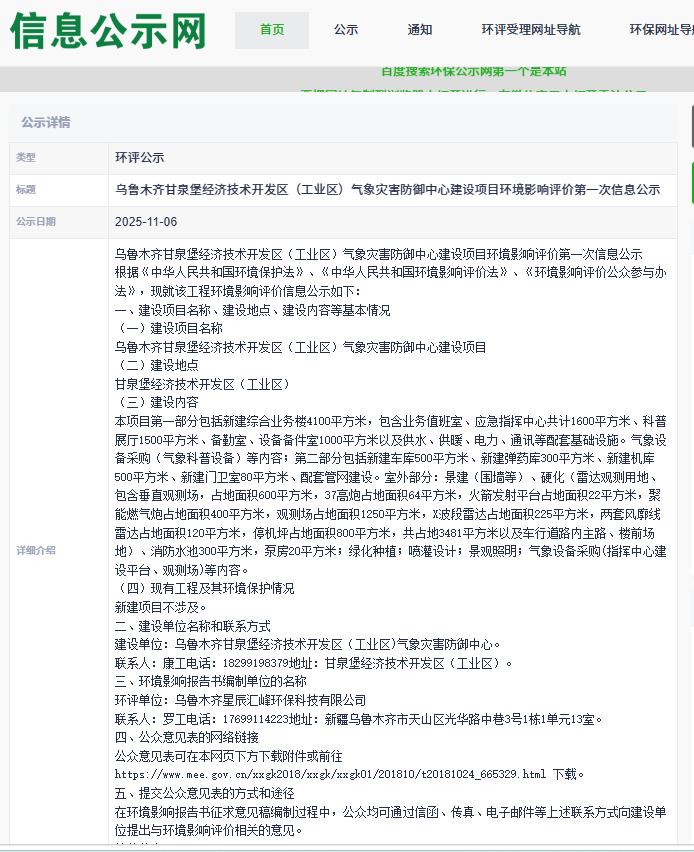 信息公示网
首页 公示 通知 环评受理网址导航 环保网址导
百度搜索环保公示网第一个是本站
公示详情
类型 环评公示
标题 乌鲁木齐甘泉堡经济技术开发区（工业区）气象灾害防御中心建设项目环境影响评价第一次信息公示
公示日期 2025-11-06
乌鲁木齐甘泉堡经济技术开发区（工业区）气象灾害防御中心建设项目环境影响评价第一次信息公示
根据《中华人民共和国环境保护法》、《中华人民共和国环境影响评价法》、《环境影响评价公众参与办
法》，现就该工程环境影响评价信息公示如下：
一、建设项目名称、建设地点、建设内容等基本情况
（一）建设项目名称
乌鲁木齐甘泉堡经济技术开发区（工业区）气象灾害防御中心建设项目
（二）建设地点
甘泉堡经济技术开发区（工业区）
（三）建设内容
本项目第一部分包括新建综合业务楼4100平方米，包含业务值班室、应急指挥中心共计1600平方米、科普
展厅1500平方米、备勤室、设备备件室1000平方米以及供水、供暖、电力、通讯等配套基础设施。气象设
备采购（气象科普设备）等内容；第二部分包括新建车库500平方米、新建弹药库300平方米、新建机库
500平方米、新建门卫室80平方米、配套管网建设。室外部分：景建（围墙等）、硬化（雷达观测用地、
包含垂直观测场，占地面积600平方米，37高炮占地面积64平方米，火箭发射平台占地面积22平方米，聚
能燃气炮占地面积400平方米，观测场占地面积1250平方米，X波段雷达占地面积225平方米，两套风廓线
雷达占地面积120平方米，停机坪占地面积800平方米，共占地3481平方米以及车行道路内主路、楼前场
地）、消防水池300平方米，泵房20平方米；绿化种植；喷灌设计；景观照明；气象设备采购(指挥中心建
设平台、观测场)等内容。
（四）现有工程及其环境保护情况
新建项目不涉及。
二、建设单位名称和联系方式
建设单位：乌鲁木齐甘泉堡经济技术开发区（工业区)气象灾害防御中心。
详细介绍
联系人：康工电话：18299198379地址：甘泉堡经济技术开发区（工业区）。
三、环境影响报告书编制单位的名称
环评单位：乌鲁木齐星辰汇峰环保科技有限公司
联系人：罗工电话：17699114223地址：新疆乌鲁木齐市天山区光华路中巷3号1栋1单元13室。
四、公众意见表的网络链接
公众意见表可在本网页下方下载附件或前往
https://www.mee.gov.cn/xxgk2018/xxgk/xxgk01/201810/t20181024_665329.html 下载。
五、提交公众意见表的方式和途径
在环境影响报告书征求意见稿编制过程中，公众均可通过信函、传真、电子邮件等上述联系方式向建设单
位提出与环境影响评价相关的意见。